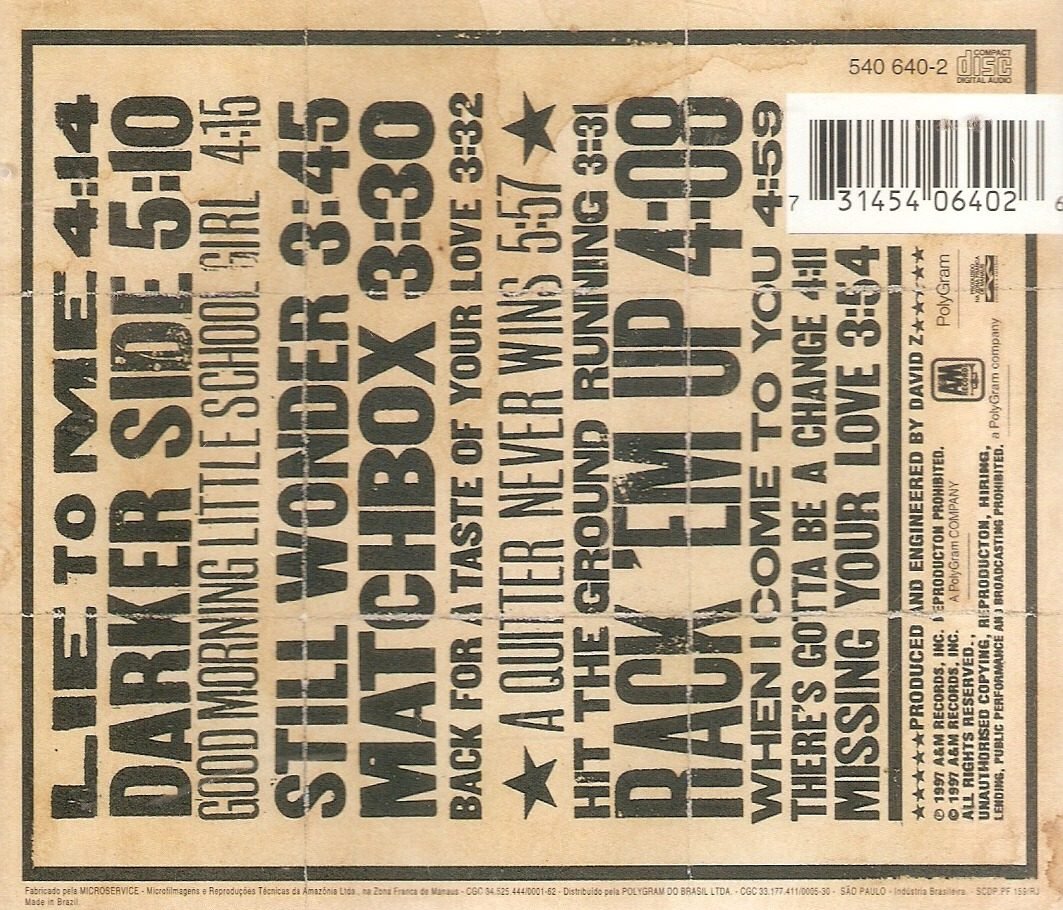 540 640-2
COMPACT
disc
DIGITAL AUDIO
7 31454 06402 6
LIE TO ME 4:14
DARKER SIDE 5:10
GOOD MORNING LITTLE SCHOOL GIRL 4:15
STILL WONDER 3:45
MATCHBOX 3:30
BACK FOR A TASTE OF YOUR LOVE 3:32
★ A QUITTER NEVER WINS 5:57 ★
HIT THE GROUND RUNNING 3:31
RACK 'EM UP 4:08
WHEN I COME TO YOU 4:59
THERE'S GOTTA BE A CHANGE 4:11
MISSING YOUR LOVE 3:54
★★★★★★PRODUCED AND ENGINEERED BY DAVID Z★★★★★★
℗ 1997 A&M RECORDS, INC. REPRODUCTON PROHIBITED.
© 1997 A&M RECORDS, INC. A PolyGram COMPANY
ALL RIGHTS RESERVED.,
UNAUTHORISED COPYING, REPRODUCTON, HIRING,
LENDING, PUBLIC PERFORMANCE AND BROADCASTING PROHIBITED.
AM
RECORDS
a PolyGram company
PolyGram
Fabricado pela MICROSERVICE - Microfilmagens e Reproduções Técnicas da Amazônia Ltda., na Zona Franca de Manaus - CGC 34.525.444/0001-62 - Distribuído pela POLYGRAM DO BRASIL LTDA. - CGC 33.177.411/0005-30 - SÃO PAULO - Indústria Brasileira. - SCDP PF 159/RJ
Made in Brazil.